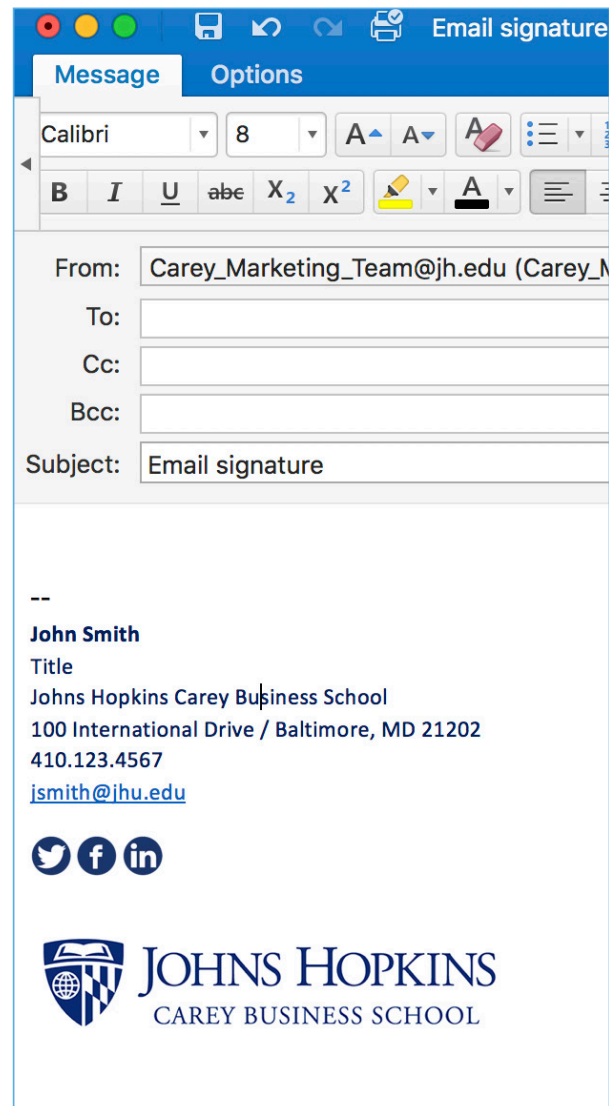 Email signature
Message Options
Calibri 8 A A A
B I U abc X2 X2 A
From: Carey_Marketing_Team@jh.edu (Carey_
To:
Cc:
Bcc:
Subject: Email signature
--
John Smith
Title
Johns Hopkins Carey Business School
100 International Drive / Baltimore, MD 21202
410.123.4567
jsmith@jhu.edu
f in
JOHNS HOPKINS
CAREY BUSINESS SCHOOL